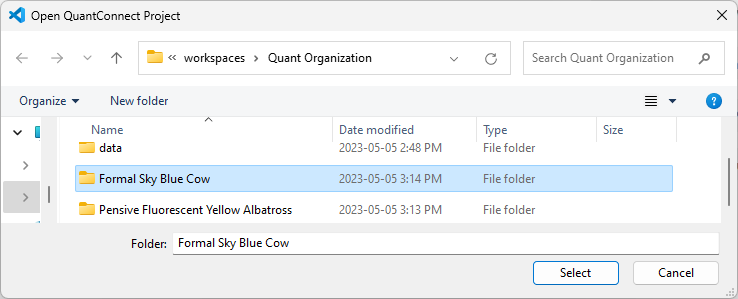 Open QuantConnect Project
« workspaces > Quant Organization
Search Quant Organization
Organize New folder
Name Date modified Type Size
data 2023-05-05 2:48 PM File folder
Formal Sky Blue Cow 2023-05-05 3:14 PM File folder
Pensive Fluorescent Yellow Albatross 2023-05-05 3:13 PM File folder
Folder: Formal Sky Blue Cow
Select Cancel